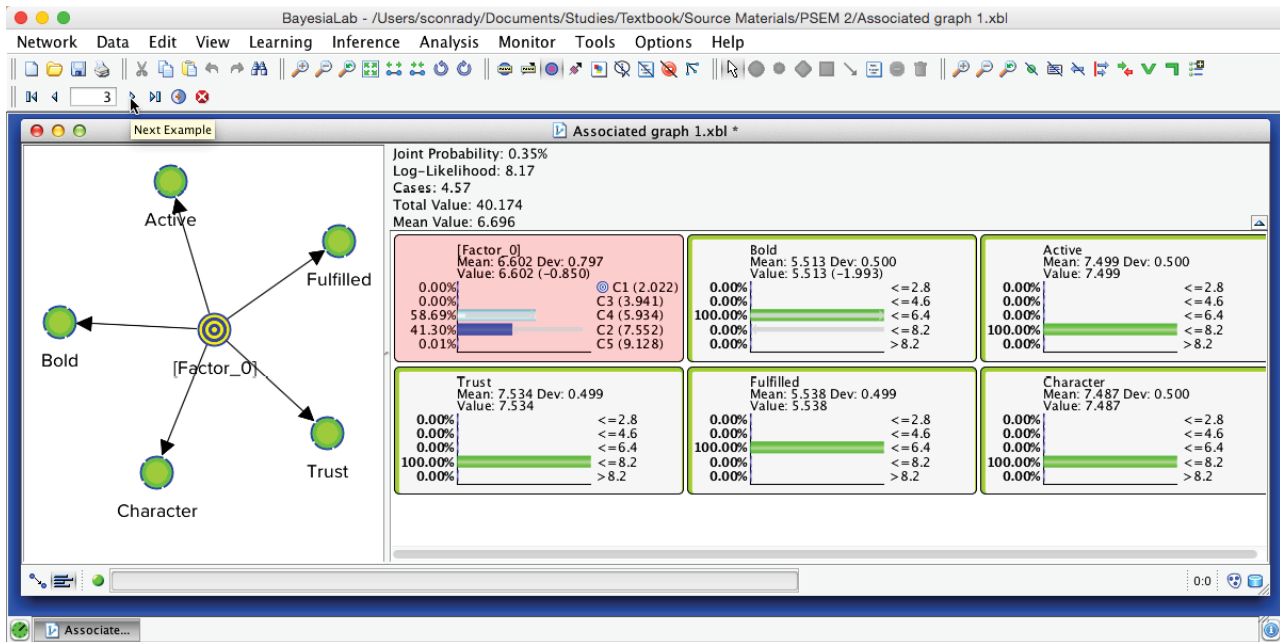 BayesiaLab - /Users/sconrady/Documents/Studies/Textbook/Source Materials/PSEM 2/Associated graph 1.xbl
Network Data Edit View Learning Inference Analysis Monitor Tools Options Help
3
Next Example
Associated graph 1.xbl *
Active
Fulfilled
Bold
[Factor_0]
Trust
Character
Joint Probability: 0.35%
Log-Likelihood: 8.17
Cases: 4.57
Total Value: 40.174
Mean Value: 6.696
[Factor_0]
Mean: 6.602 Dev: 0.797
Value: 6.602 (-0.850)
0.00% C1 (2.022)
0.00% C3 (3.941)
58.69% C4 (5.934)
41.30% C2 (7.552)
0.01% C5 (9.128)
Bold
Mean: 5.513 Dev: 0.500
Value: 5.513 (-1.993)
0.00% <=2.8
0.00% <=4.6
100.00% <=6.4
0.00% <=8.2
0.00% >8.2
Active
Mean: 7.499 Dev: 0.500
Value: 7.499
0.00% <=2.8
0.00% <=4.6
0.00% <=6.4
100.00% <=8.2
0.00% >8.2
Trust
Mean: 7.534 Dev: 0.499
Value: 7.534
0.00% <=2.8
0.00% <=4.6
0.00% <=6.4
100.00% <=8.2
0.00% >8.2
Fulfilled
Mean: 5.538 Dev: 0.499
Value: 5.538
0.00% <=2.8
0.00% <=4.6
100.00% <=6.4
0.00% <=8.2
0.00% >8.2
Character
Mean: 7.487 Dev: 0.500
Value: 7.487
0.00% <=2.8
0.00% <=4.6
0.00% <=6.4
100.00% <=8.2
0.00% >8.2
0:0
Associate...